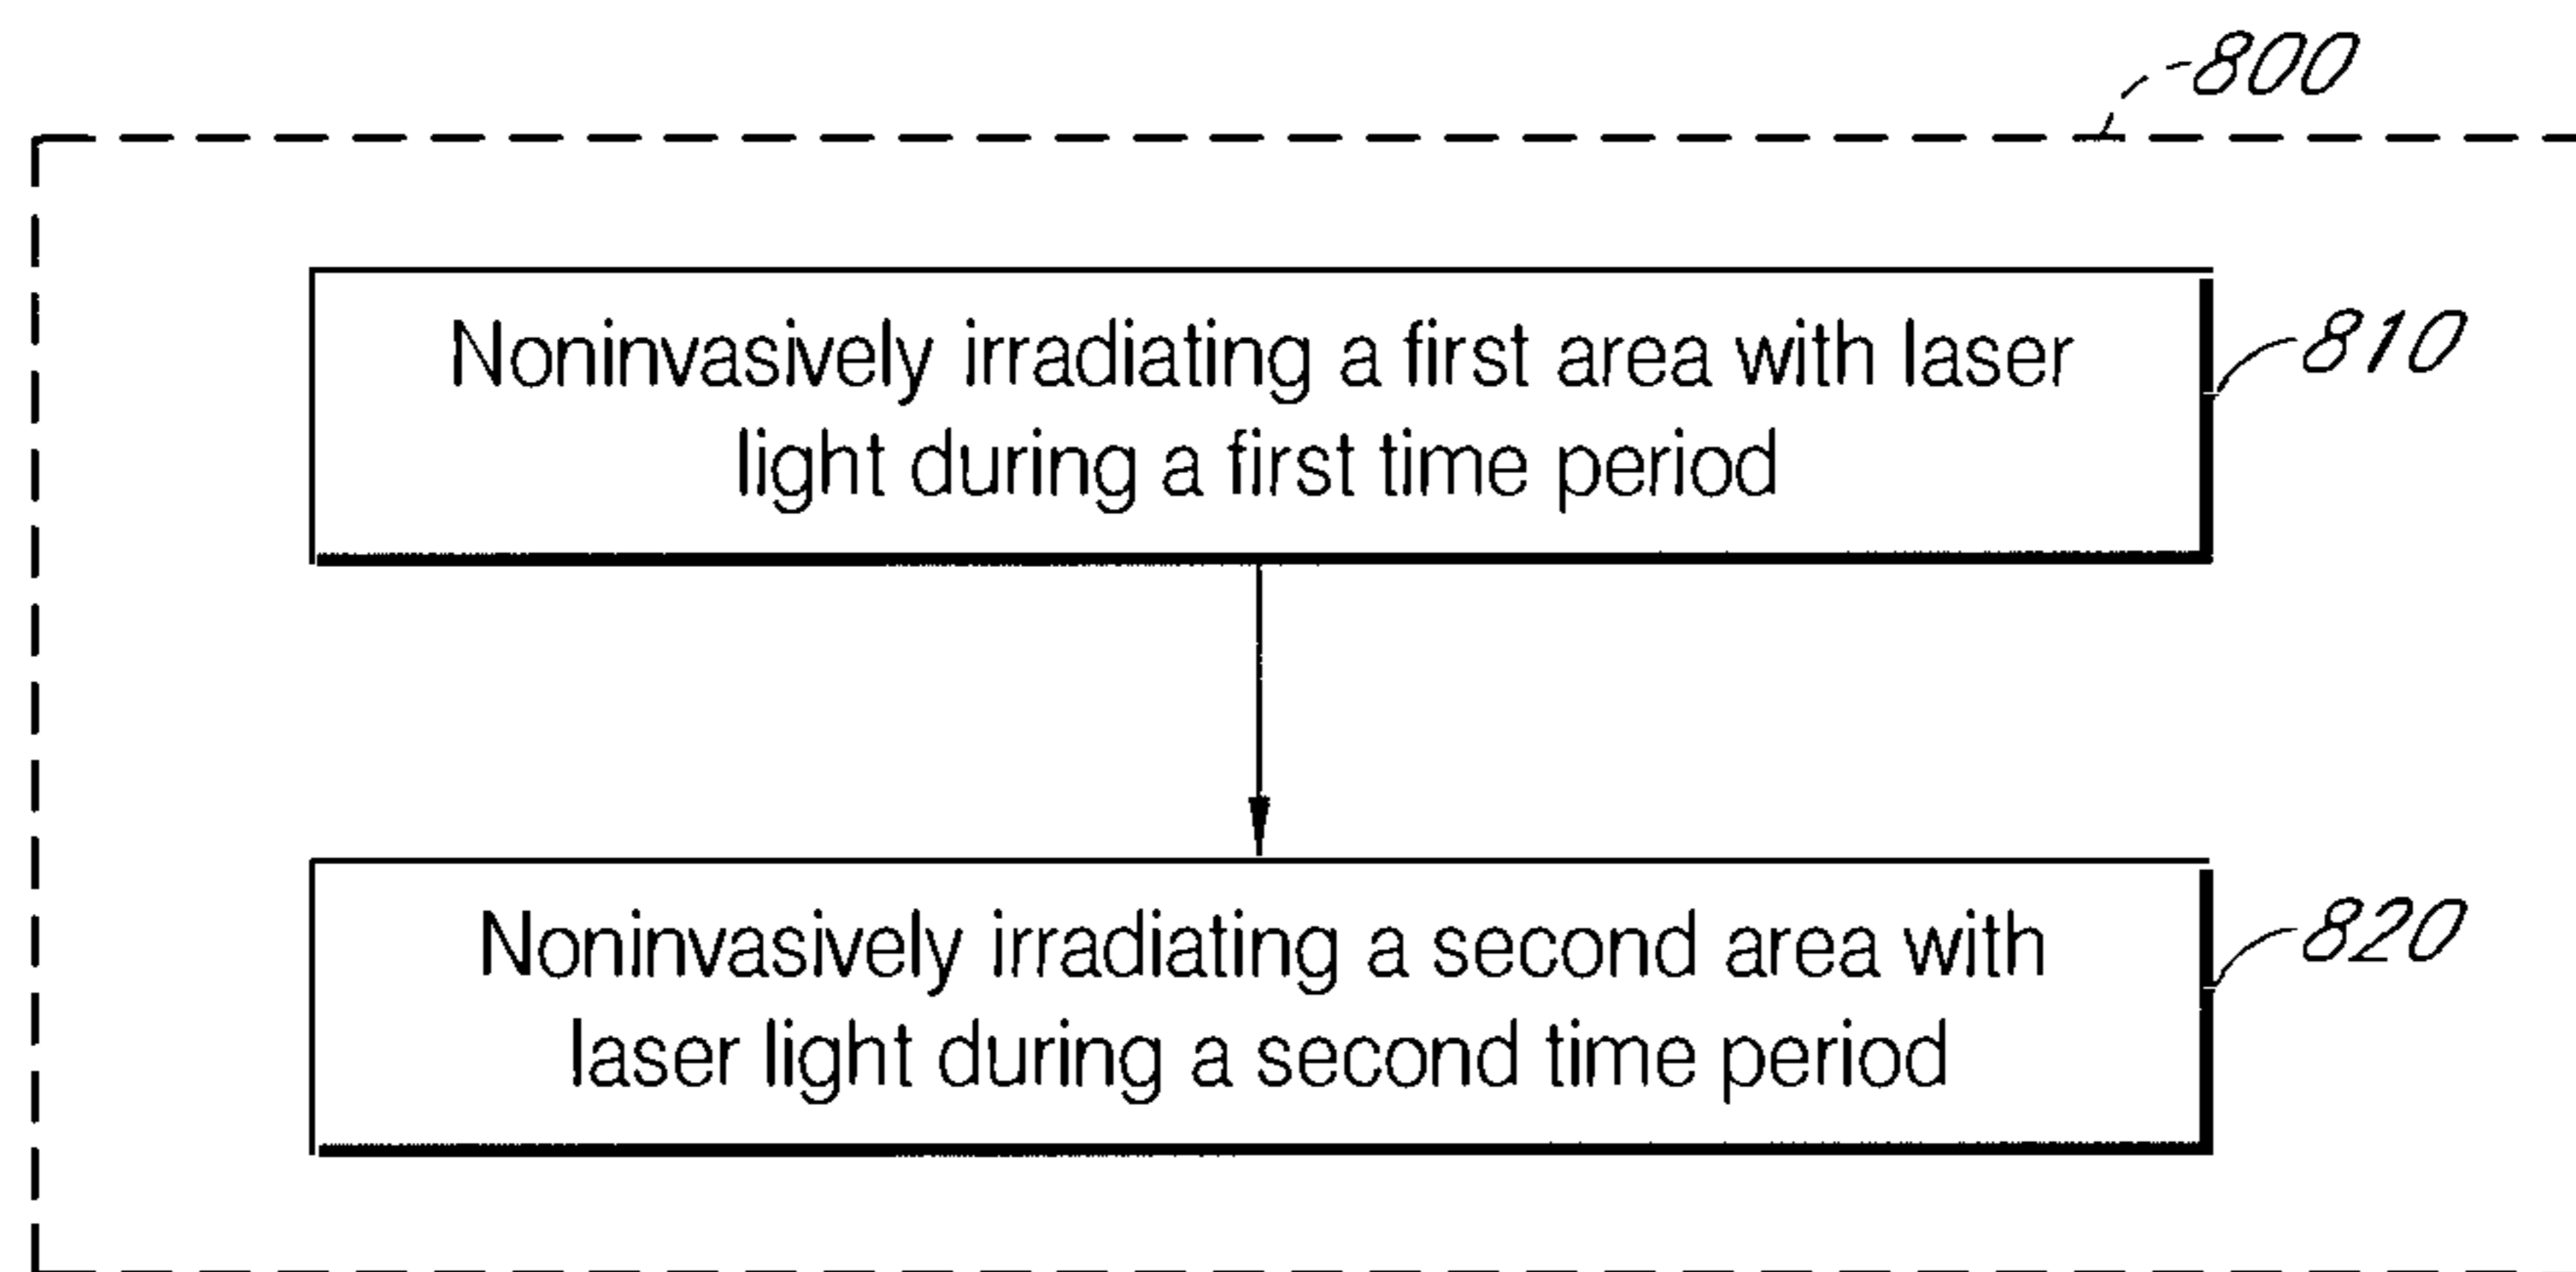 800
Noninvasively irradiating a first area with laser
light during a first time period
810
Noninvasively irradiating a second area with
laser light during a second time period
820